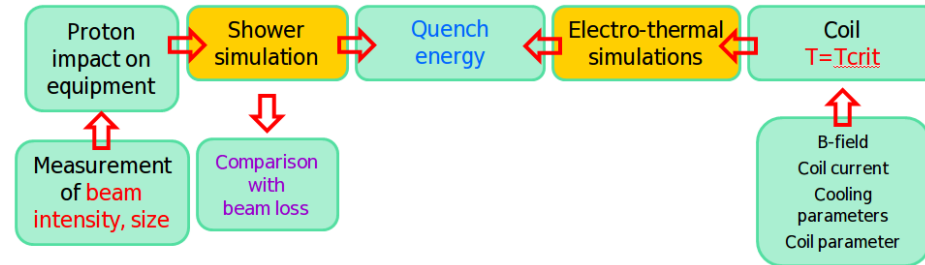 Proton
impact on
equipment
Shower
simulation
Quench
energy
Electro-thermal
simulations
Coil
T=Tcrit
Measurement
of beam
intensity, size
Comparison
with
beam loss
B-field
Coil current
Cooling
parameters
Coil parameter